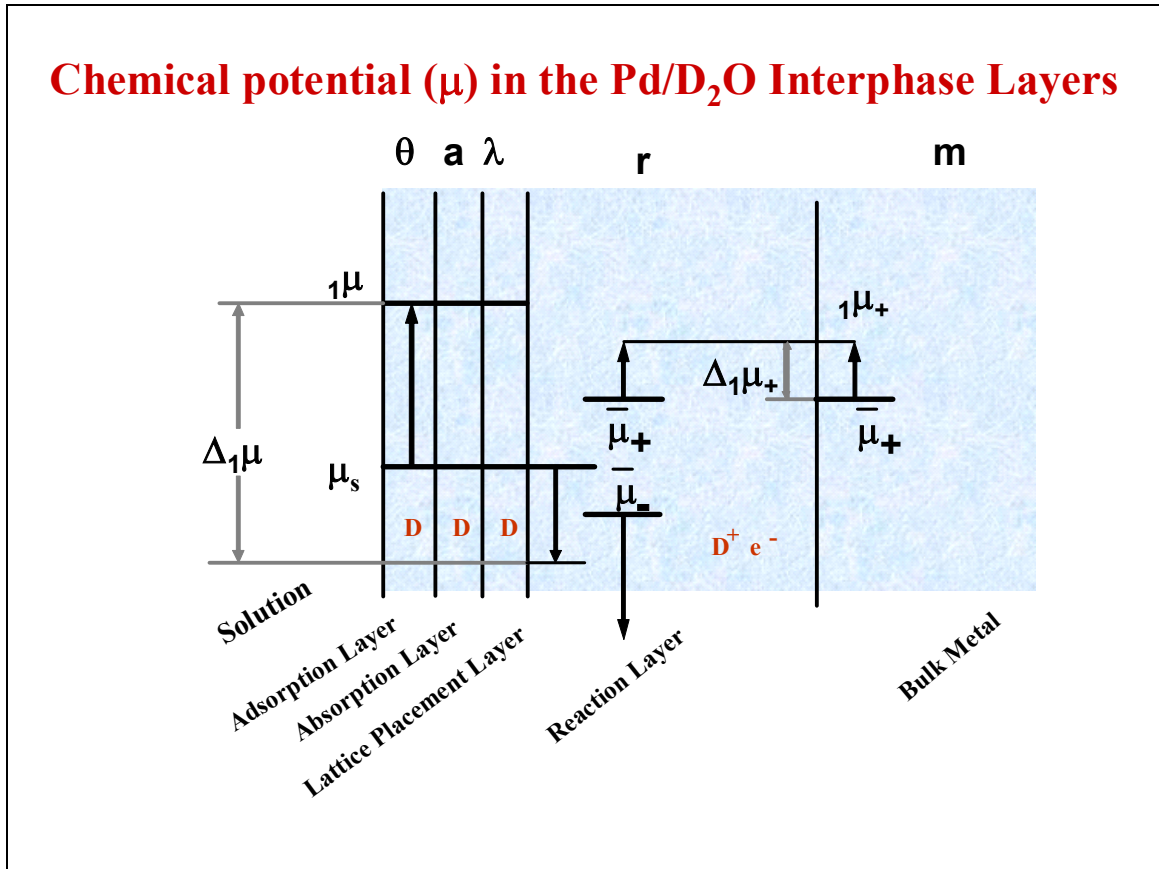 Chemical potential (μ) in the Pd/D₂O Interphase Layers
θ a λ r m
₁μ
₁μ₊
Δ₁μ₊
μ̄₊
μ̄₊
Δ₁μ
μₛ
μ̄₋
D D D
D⁺ e⁻
Solution
Adsorption Layer
Absorption Layer
Lattice Placement Layer
Reaction Layer
Bulk Metal